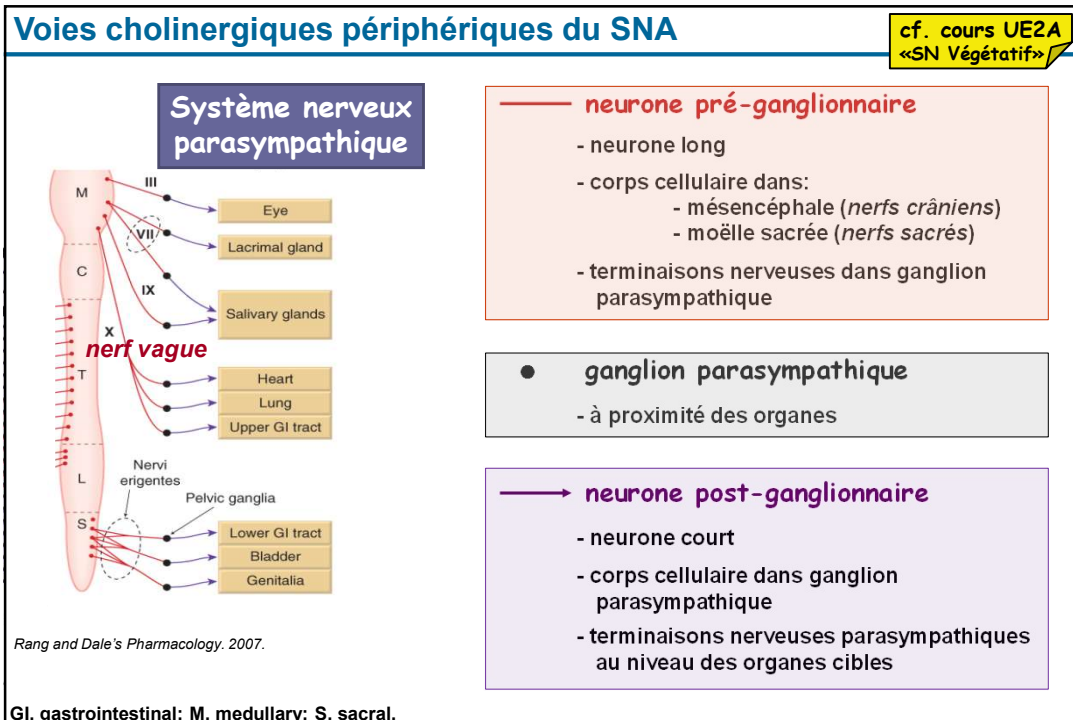 Voies cholinergiques périphériques du SNA
cf. cours UE2A
«SN Végétatif»
Système nerveux
parasympathique
M
III
Eye
VII
Lacrimal gland
C
IX
Salivary glands
X
nerf vague
T
Heart
Lung
Upper GI tract
L
Nervi
erigentes
Pelvic ganglia
S
Lower GI tract
Bladder
Genitalia
Rang and Dale's Pharmacology. 2007.
GI, gastrointestinal; M, medullary; S, sacral.
neurone pré-ganglionnaire
- neurone long
- corps cellulaire dans:
- mésencéphale (nerfs crâniens)
- moëlle sacrée (nerfs sacrés)
- terminaisons nerveuses dans ganglion
parasympathique
● ganglion parasympathique
- à proximité des organes
neurone post-ganglionnaire
- neurone court
- corps cellulaire dans ganglion
parasympathique
- terminaisons nerveuses parasympathiques
au niveau des organes cibles